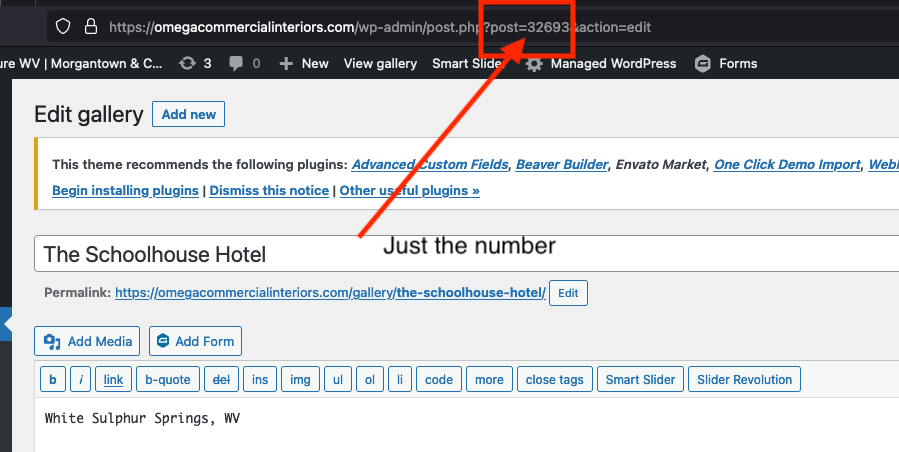 https://omegacommercialinteriors.com/wp-admin/post.php?post=32693&action=edit
ure WV | Morgantown & C... 3 0 New View gallery Smart Slider Managed WordPress Forms
Edit gallery Add new
This theme recommends the following plugins: Advanced Custom Fields, Beaver Builder, Envato Market, One Click Demo Import,
Begin installing plugins | Dismiss this notice | Other useful plugins »
Just the number
The Schoolhouse Hotel
Permalink: https://omegacommercialinteriors.com/gallery/the-schoolhouse-hotel/ Edit
Add Media Add Form
b i link b-quote del ins img ul ol li code more close tags Smart Slider Slider Revolution
White Sulphur Springs, WV